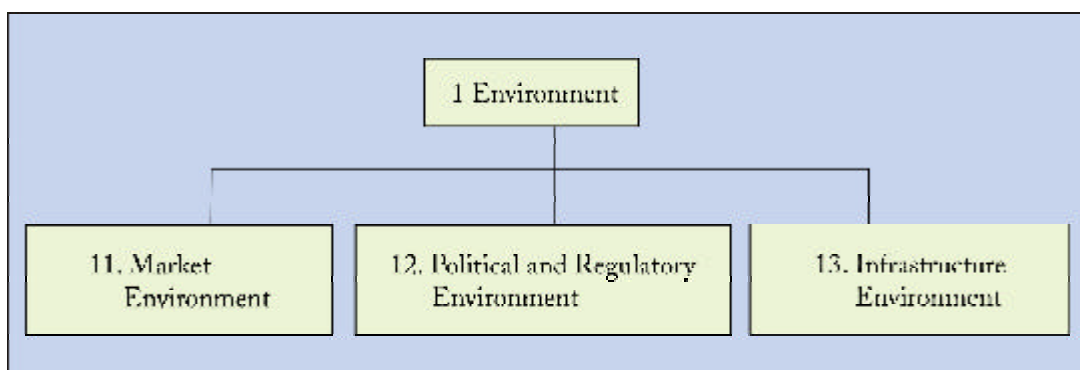 1 Environment
11. Market
Environment
12. Political and Regulatory
Environment
13. Infrastructure
Environment